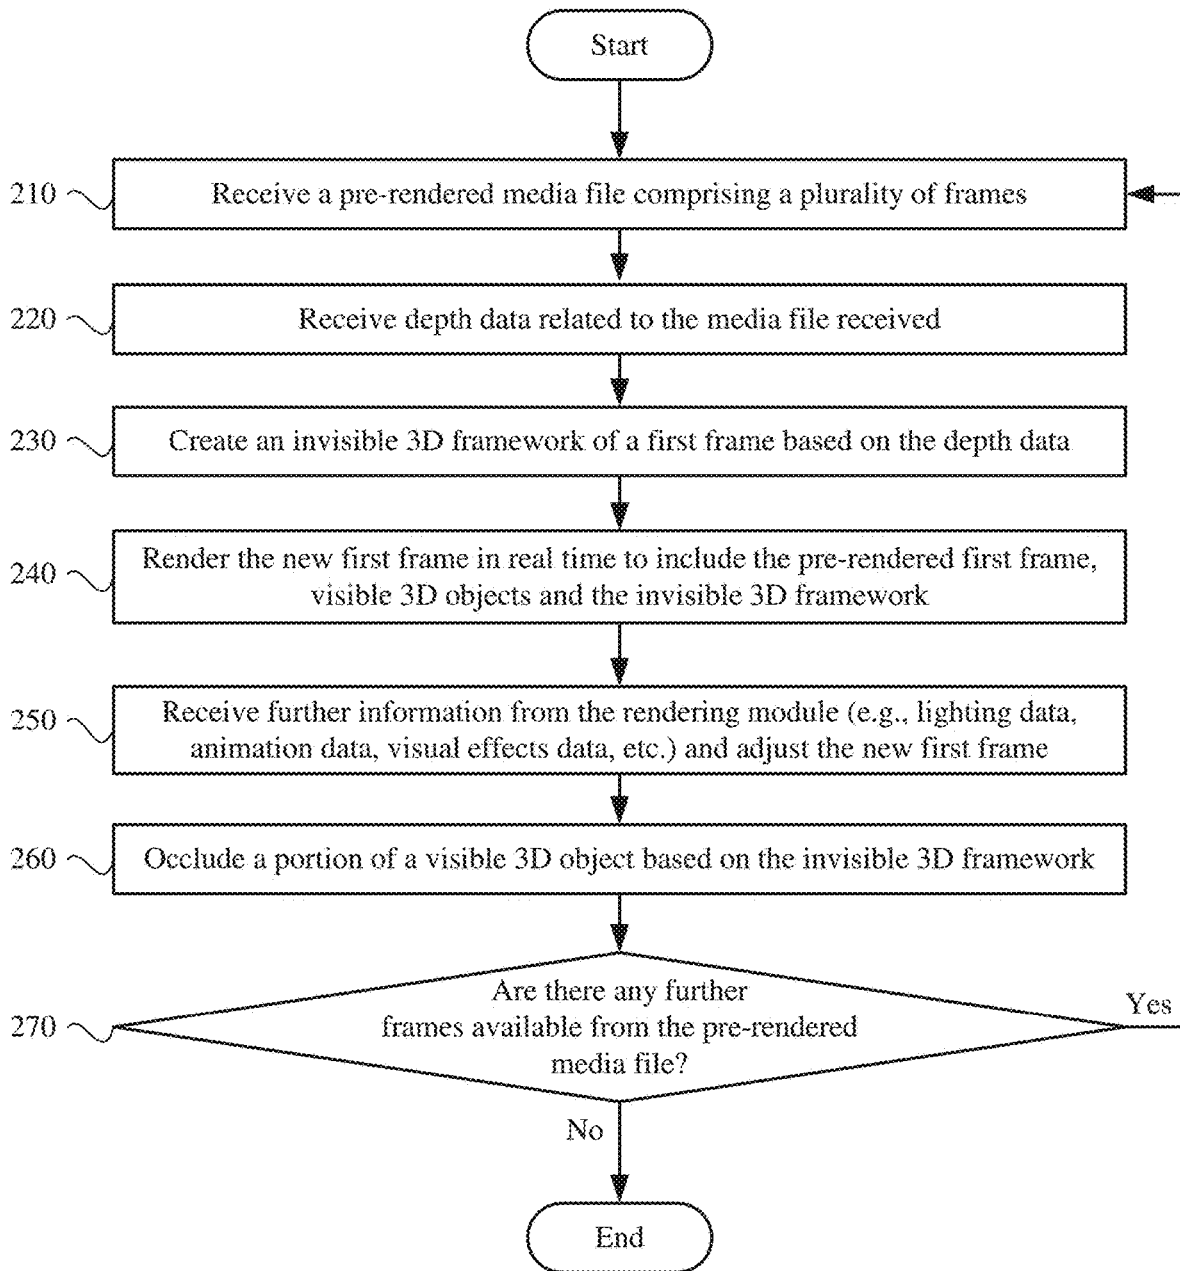 Start
210
Receive a pre-rendered media file comprising a plurality of frames
220
Receive depth data related to the media file received
230
Create an invisible 3D framework of a first frame based on the depth data
240
Render the new first frame in real time to include the pre-rendered first frame,
visible 3D objects and the invisible 3D framework
250
Receive further information from the rendering module (e.g., lighting data,
animation data, visual effects data, etc.) and adjust the new first frame
260
Occlude a portion of a visible 3D object based on the invisible 3D framework
270
Are there any further
frames available from the pre-rendered
media file?
Yes
No
End